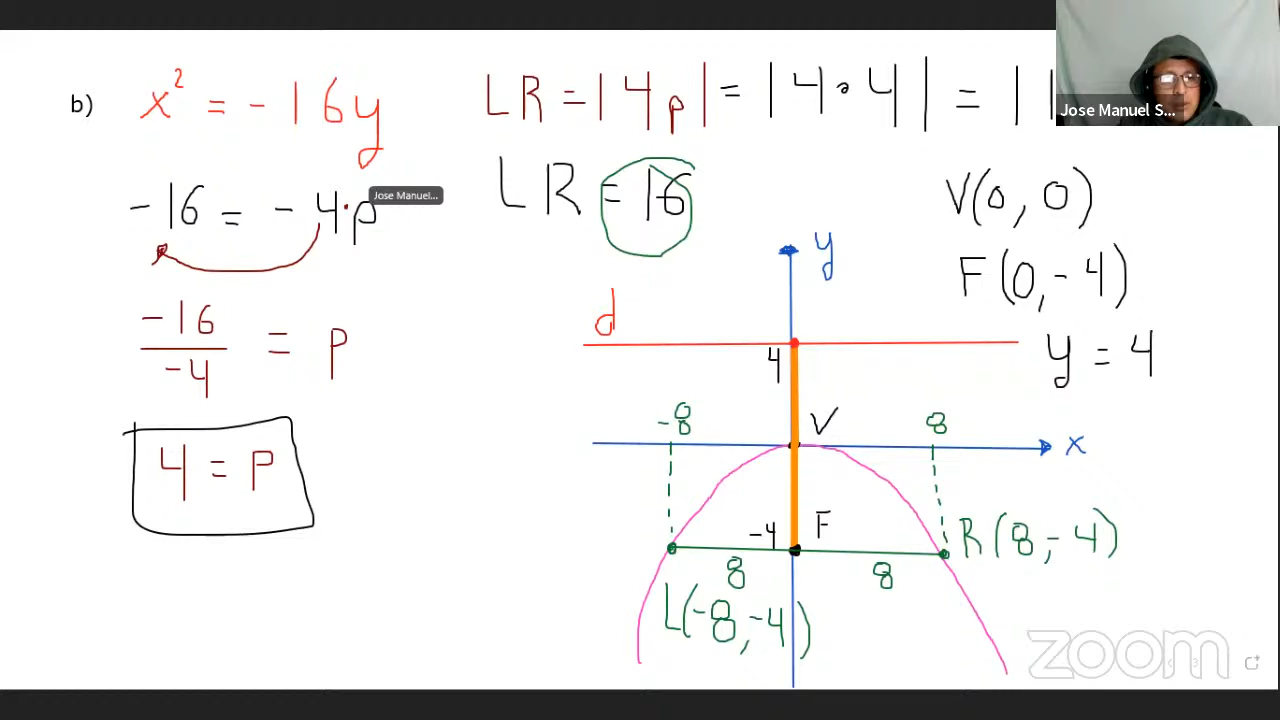 b) x² = -16y
LR = |4p| = |4 · 4| = |1
Jose Manuel S...
-16 = -4·p
Jose Manuel...
LR = 16
V(0, 0)
F(0, -4)
y = 4
-16/-4 = p
4 = P
y
d
4
-8
V
8
x
-4
F
R(8, -4)
8
8
L(-8, -4)
zoom